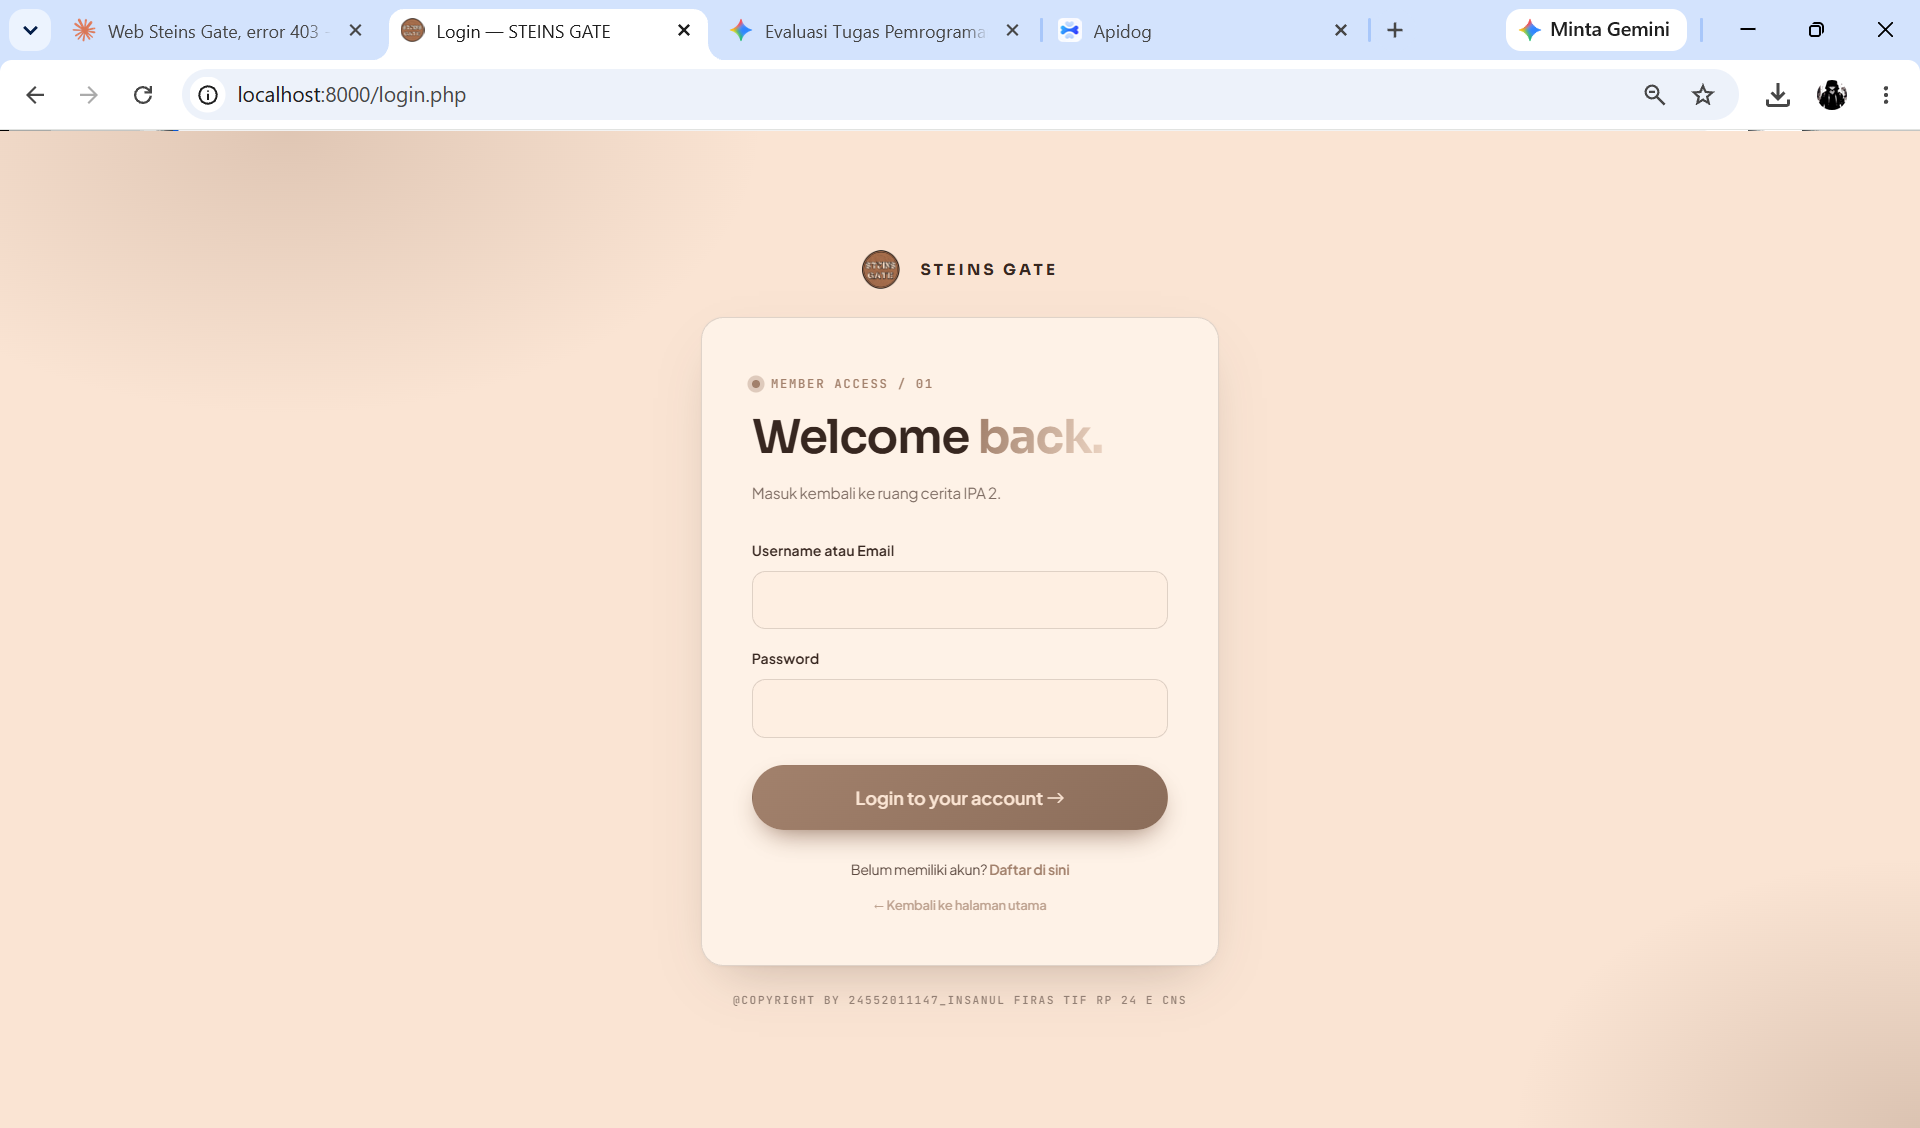 Web Steins Gate, error 403 -
Login — STEINS GATE
Evaluasi Tugas Pemrograma
Apidog
Minta Gemini
localhost:8000/login.php
STEINS GATE
STEINS GATE
MEMBER ACCESS / 01
Welcome back.
Masuk kembali ke ruang cerita IPA 2.
Username atau Email
Password
Login to your account →
Belum memiliki akun? Daftar di sini
← Kembali ke halaman utama
@COPYRIGHT BY 24552011147_INSANUL FIRAS TIF RP 24 E CNS